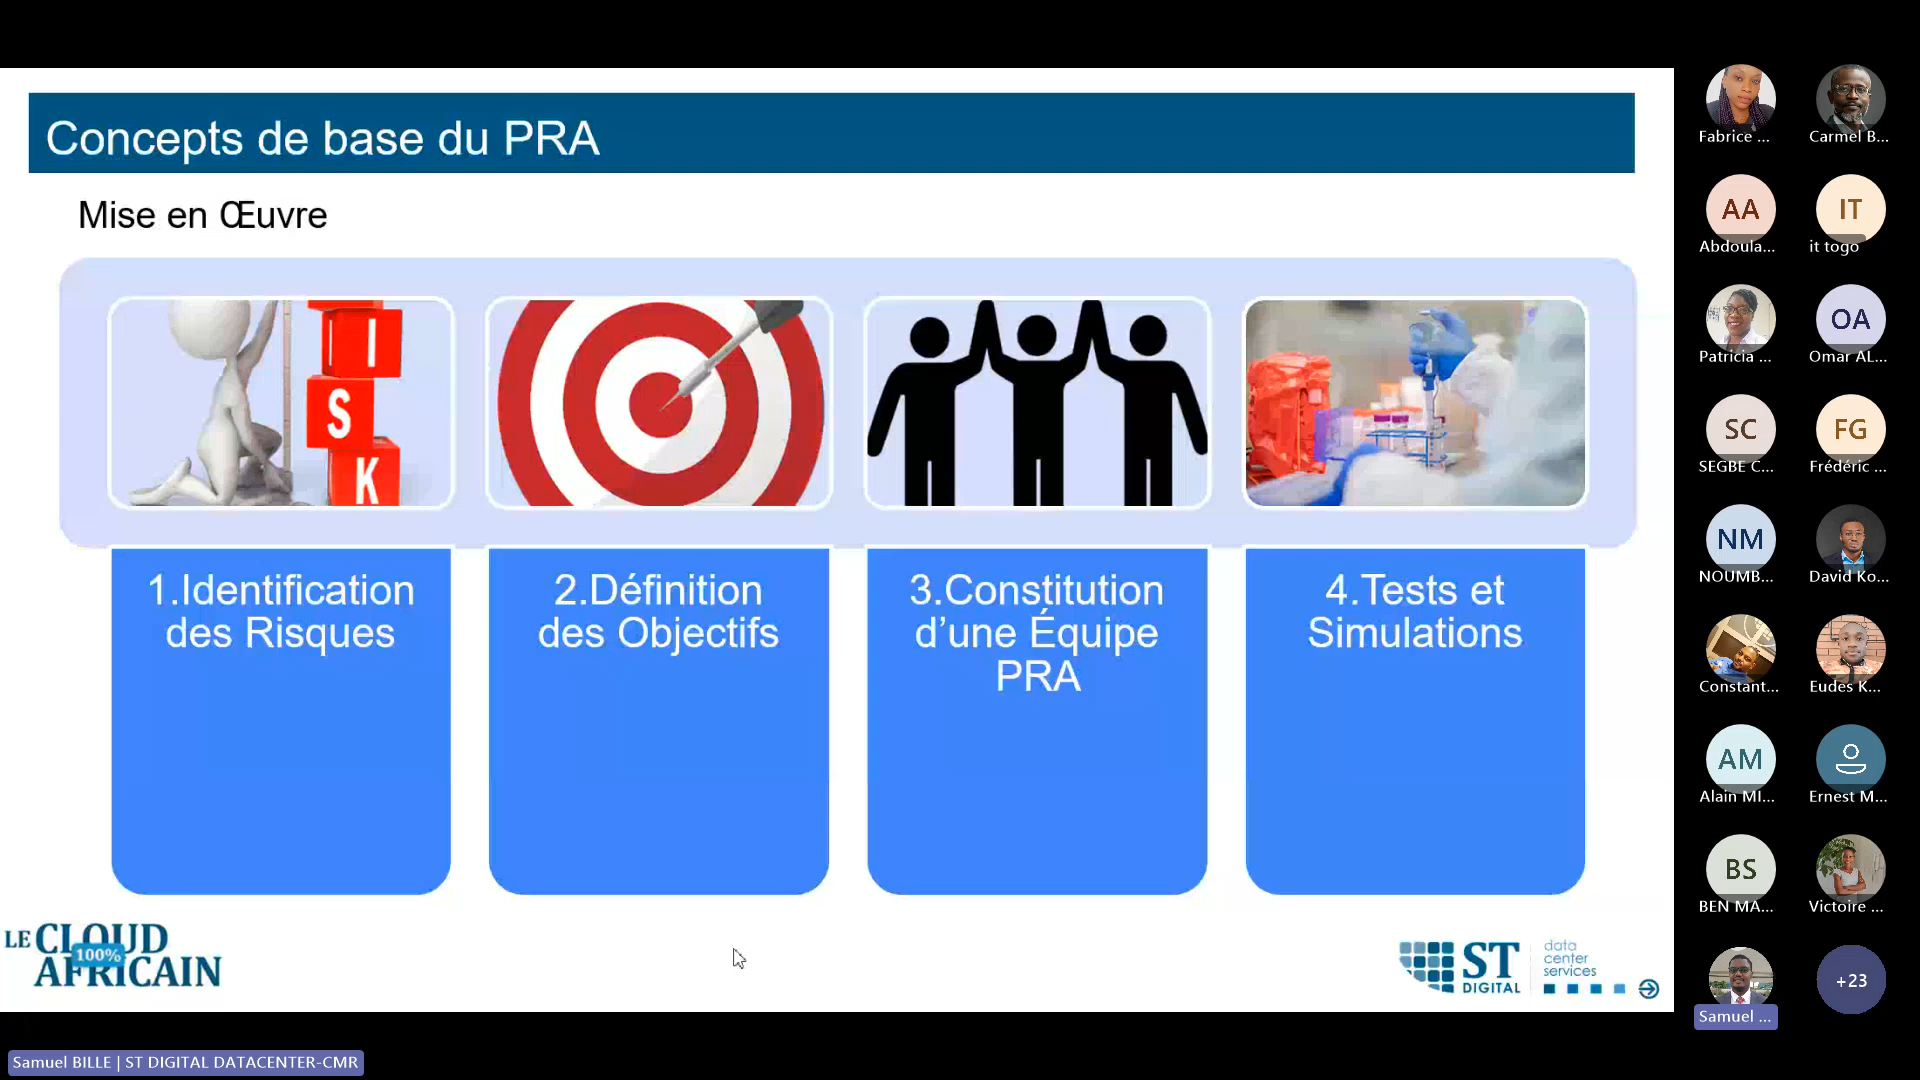 Concepts de base du PRA
Mise en Œuvre
I
S
K
1.Identification
des Risques
2.Définition
des Objectifs
3.Constitution
d’une Équipe
PRA
4.Tests et
Simulations
LE CLOUD
100%
AFRICAIN
ST
DIGITAL
data
center
services
Fabrice ...
Carmel B...
AA
Abdoula...
IT
it togo
Patricia ...
OA
Omar AL...
SC
SEGBE C...
FG
Frédéric ...
NM
NOUMB...
David Ko...
Constant...
Eudes K...
AM
Alain MI...
Ernest M...
BS
BEN MA...
Victoire ...
Samuel ...
+23
Samuel BILLE | ST DIGITAL DATACENTER-CMR